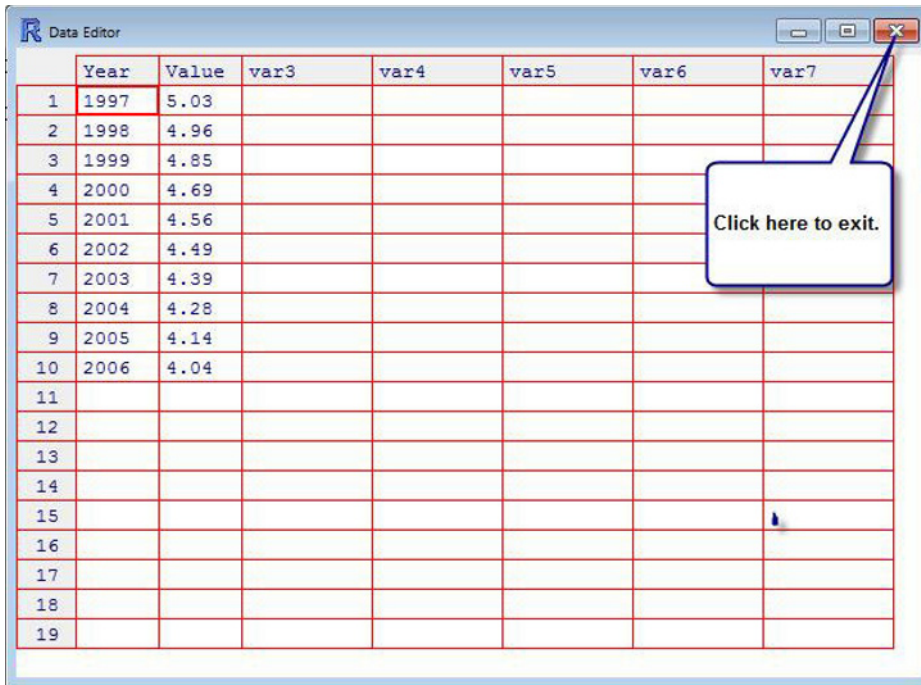 Data Editor
Year Value var3 var4 var5 var6 var7
1 1997 5.03
2 1998 4.96
3 1999 4.85
4 2000 4.69
5 2001 4.56
Click here to exit.
6 2002 4.49
7 2003 4.39
8 2004 4.28
9 2005 4.14
10 2006 4.04
11
12
13
14
15
16
17
18
19